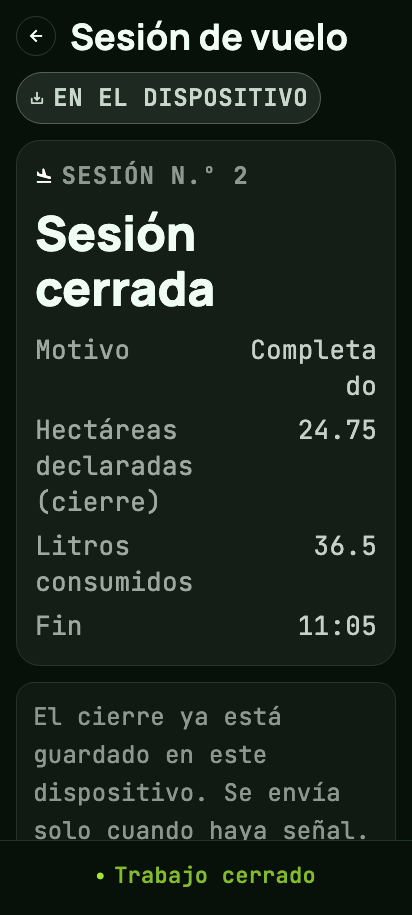 Sesión de vuelo
EN EL DISPOSITIVO
SESIÓN N.º 2
Sesión
cerrada
Motivo Completa
do
Hectáreas 24.75
declaradas
(cierre)
Litros 36.5
consumidos
Fin 11:05
El cierre ya está
guardado en este
dispositivo. Se envía
solo cuando haya señal.
• Trabajo cerrado